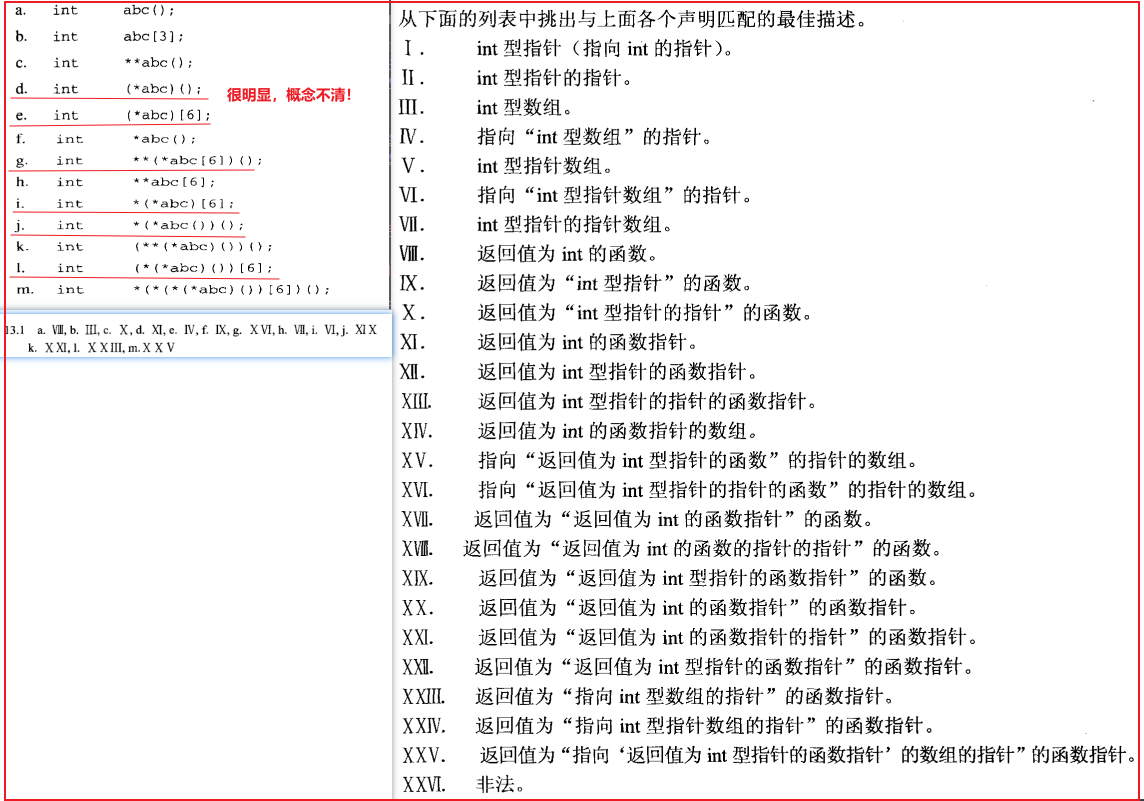 a. int abc();
b. int abc[3];
c. int **abc();
d. int (*abc)();
很明显，概念不清！
e. int (*abc)[6];
f. int *abc();
g. int **(*abc[6])();
h. int **abc[6];
i. int *(*abc)[6];
j. int *(*abc())();
k. int (**(*abc)())();
l. int (*(*abc)())[6];
m. int *(*(*(*abc)())[6])();
13.1 a. Ⅷ, b. Ⅲ, c. Ⅹ, d. Ⅺ, e. Ⅳ, f. Ⅸ, g. ⅩⅥ, h. Ⅶ, i. Ⅵ, j. ⅪⅩ
k. ⅩⅪ, l. ⅩⅩⅢ, m. ⅩⅩⅤ
从下面的列表中挑出与上面各个声明匹配的最佳描述。
Ⅰ. int 型指针（指向 int 的指针）。
Ⅱ. int 型指针的指针。
Ⅲ. int 型数组。
Ⅳ. 指向“int 型数组”的指针。
Ⅴ. int 型指针数组。
Ⅵ. 指向“int 型指针数组”的指针。
Ⅶ. int 型指针的指针数组。
Ⅷ. 返回值为 int 的函数。
Ⅸ. 返回值为“int 型指针”的函数。
Ⅹ. 返回值为“int 型指针的指针”的函数。
Ⅺ. 返回值为 int 的函数指针。
Ⅻ. 返回值为 int 型指针的函数指针。
ⅩⅢ. 返回值为 int 型指针的指针的函数指针。
ⅩⅣ. 返回值为 int 的函数指针的数组。
ⅩⅤ. 指向“返回值为 int 型指针的函数”的指针的数组。
ⅩⅥ. 指向“返回值为 int 型指针的指针的函数”的指针的数组。
ⅩⅦ. 返回值为“返回值为 int 的函数指针”的函数。
ⅩⅧ. 返回值为“返回值为 int 的函数的指针的指针”的函数。
ⅩⅨ. 返回值为“返回值为 int 型指针的函数指针”的函数。
ⅩⅩ. 返回值为“返回值为 int 的函数指针”的函数指针。
ⅩⅪ. 返回值为“返回值为 int 的函数指针的指针”的函数指针。
ⅩⅫ. 返回值为“返回值为 int 型指针的函数指针”的函数指针。
ⅩⅩⅢ. 返回值为“指向 int 型数组的指针”的函数指针。
ⅩⅩⅣ. 返回值为“指向 int 型指针数组的指针”的函数指针。
ⅩⅩⅤ. 返回值为“指向‘返回值为 int 型指针的函数指针’的数组的指针”的函数指针。
ⅩⅩⅥ. 非法。